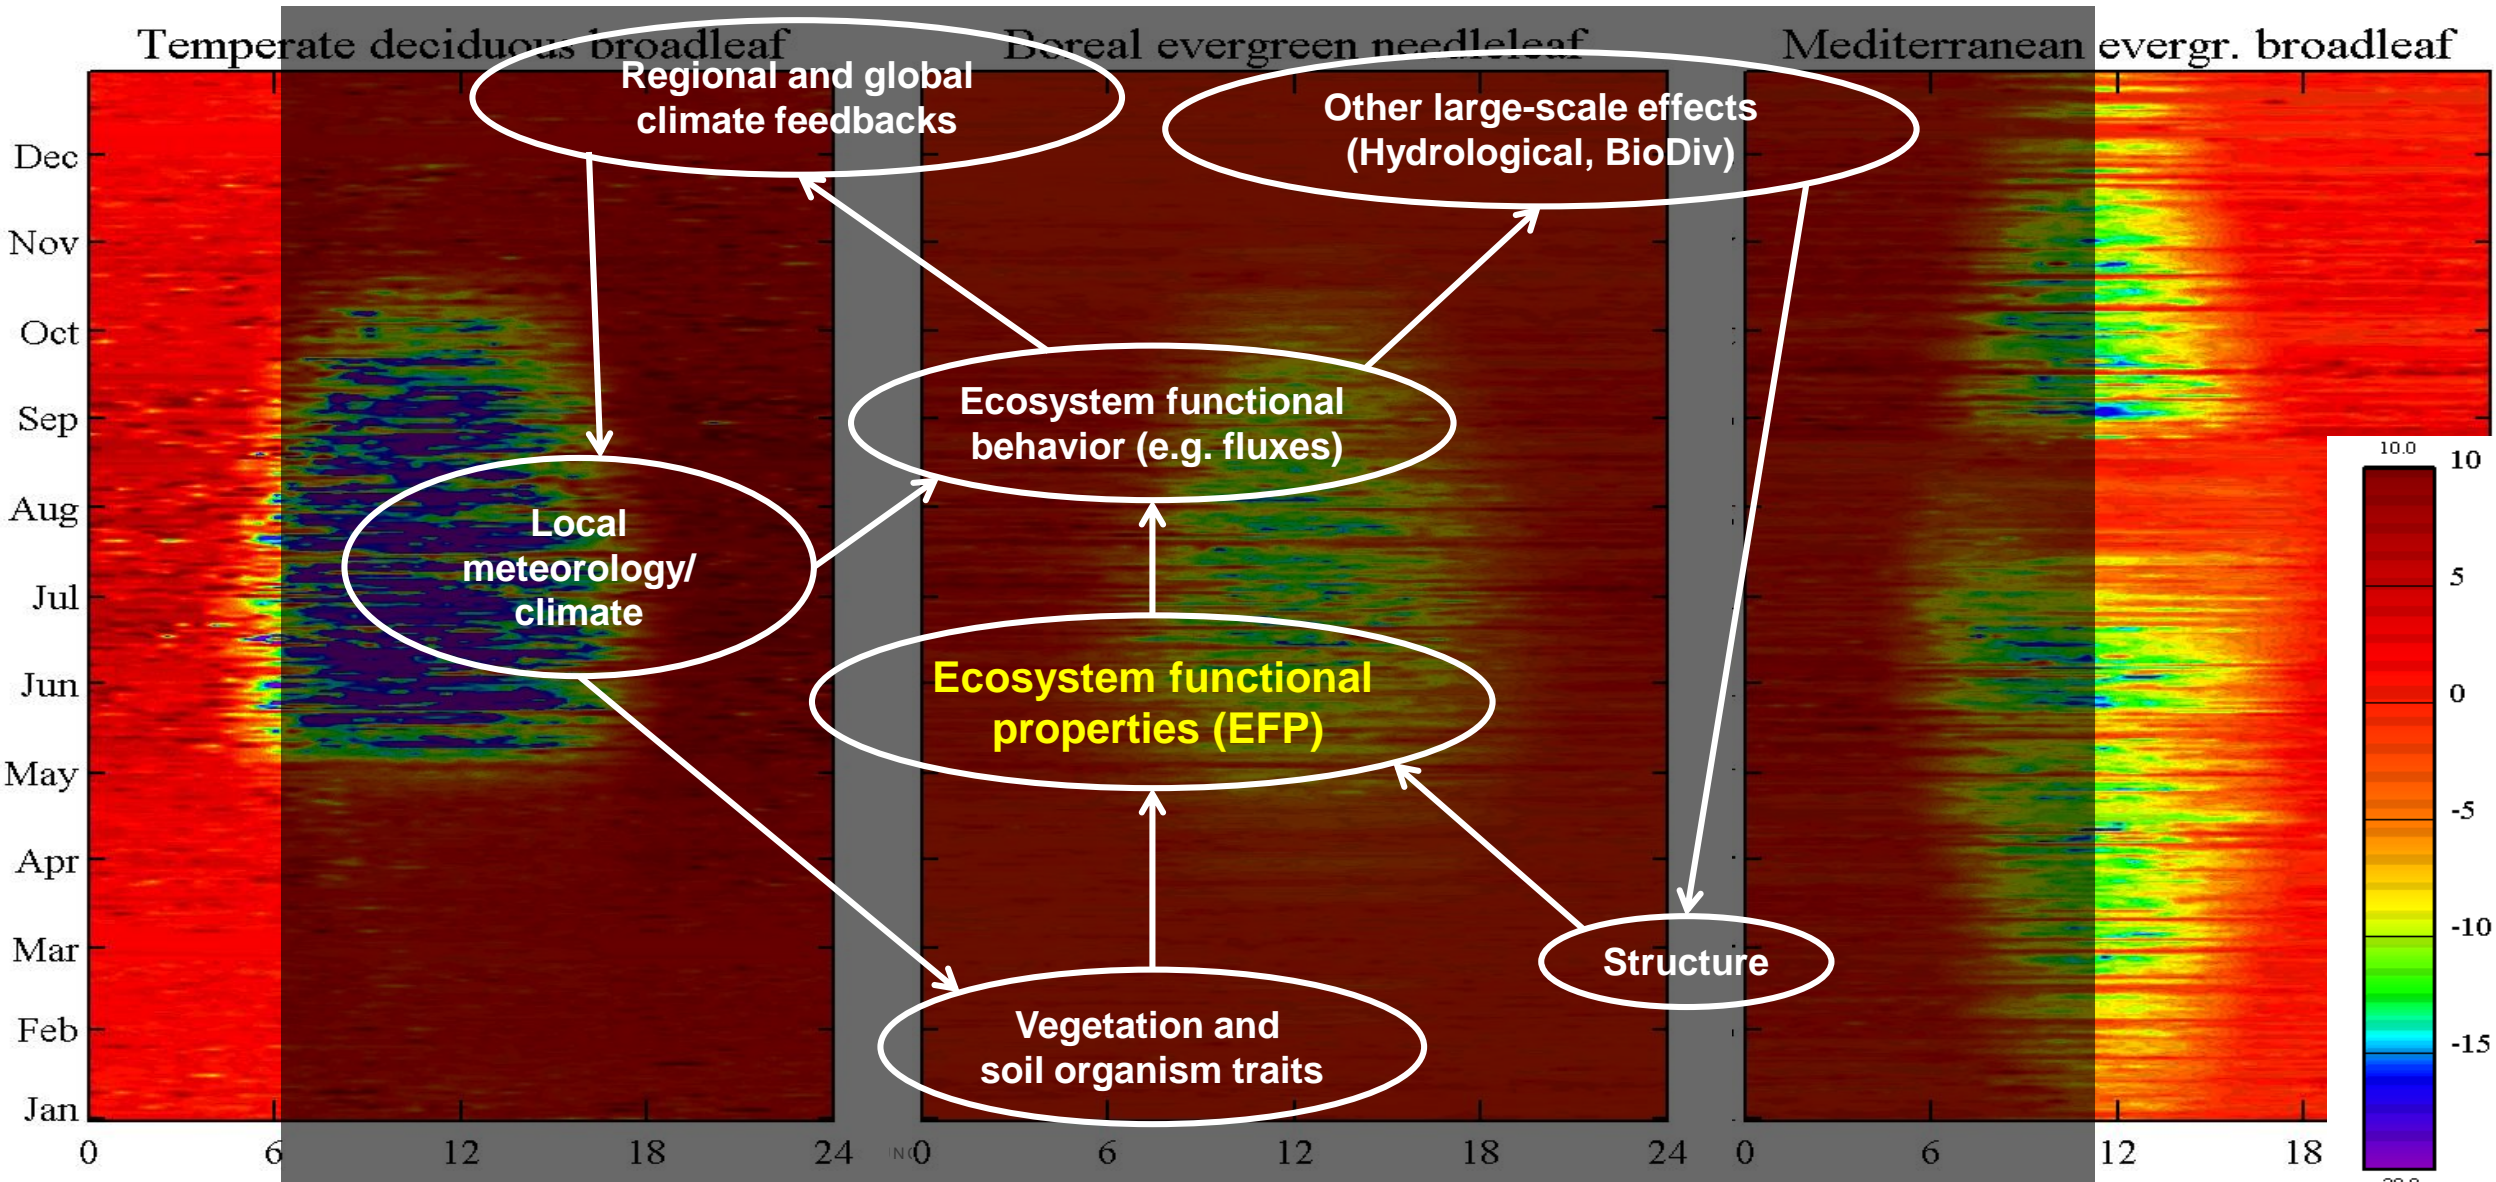 Temperate deciduous broadleaf
Boreal evergreen needleleaf
Mediterranean evergr. broadleaf
Regional and global
climate feedbacks
Other large-scale effects
(Hydrological, BioDiv)
Ecosystem functional
behavior (e.g. fluxes)
Local
meteorology/
climate
Ecosystem functional
properties (EFP)
Structure
Vegetation and
soil organism traits
Dec
Nov
Oct
Sep
Aug
Jul
Jun
May
Apr
Mar
Feb
Jan
0 6 12 18 24
0 6 12 18 24
0 6 12 18
10.0
10
5
0
-5
-10
-15